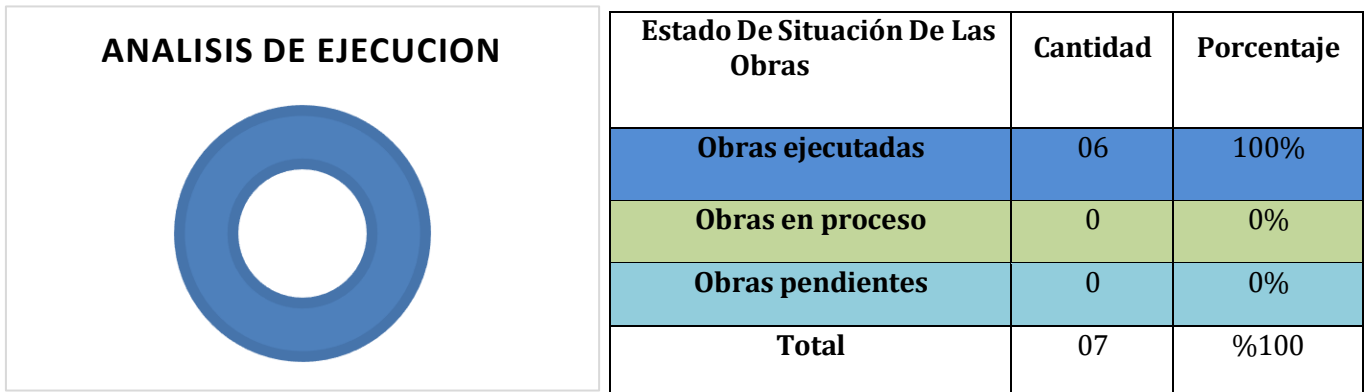 ANALISIS DE EJECUCION
Estado De Situación De Las
Obras
Cantidad
Porcentaje
Obras ejecutadas 06 100%
Obras en proceso 0 0%
Obras pendientes 0 0%
Total 07 %100